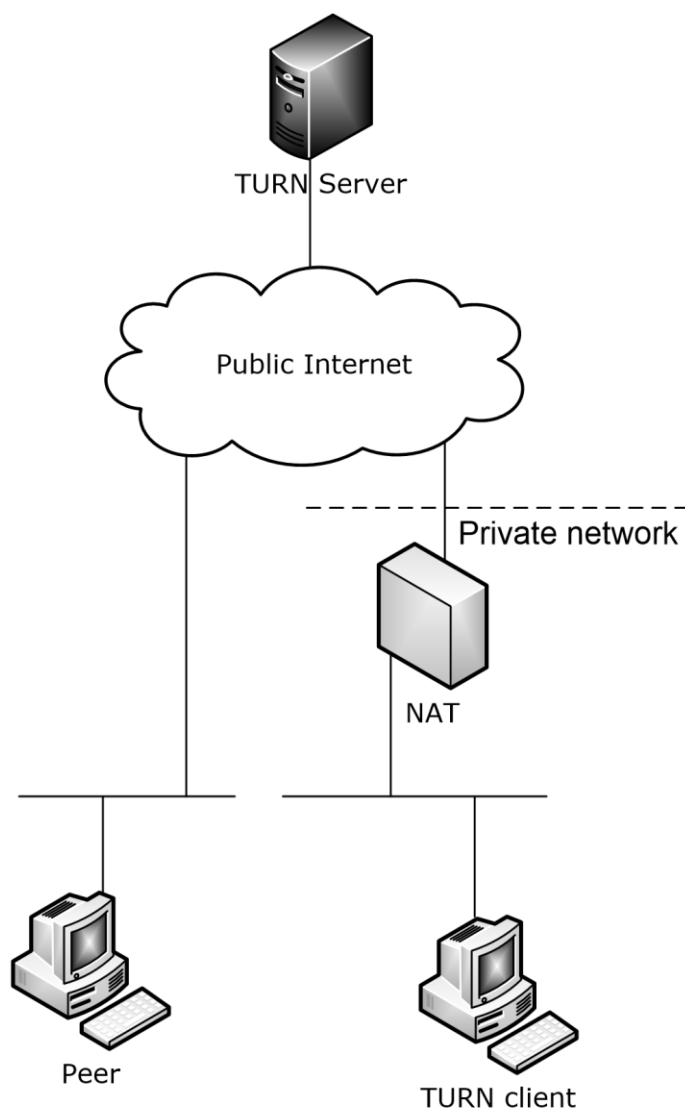 TURN Server
Public Internet
Private network
NAT
Peer
TURN client